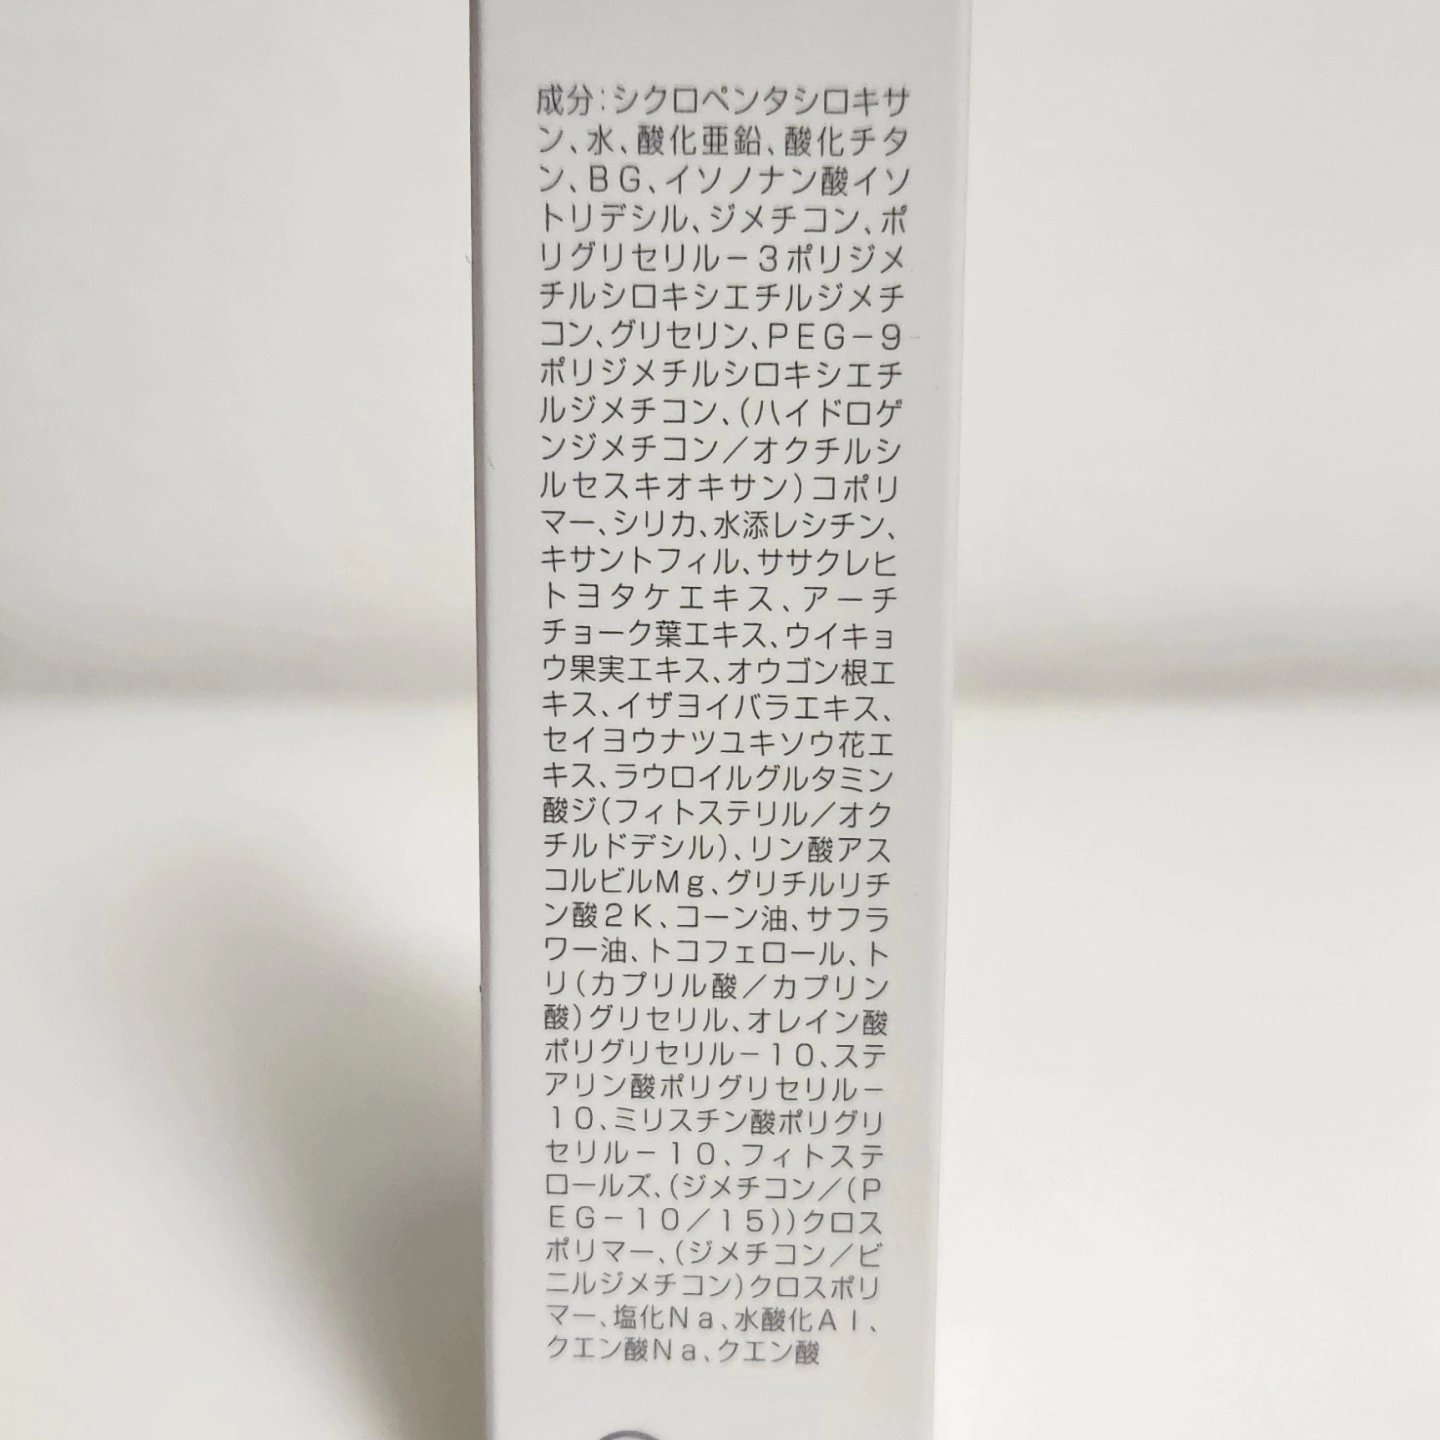 成分:シクロペンタシロキサ
ン、水、酸化亜鉛、酸化チタ
ン、BG、イソノナン酸イソ
トリデシル、ジメチコン、ポ
リグリセリル－3ポリジメ
チルシロキシエチルジメチ
コン、グリセリン、PEG－9
ポリジメチルシロキシエチ
ルジメチコン、(ハイドロゲ
ンジメチコン／オクチルシ
ルセスキオキサン)コポリ
マー、シリカ、水添レシチン、
キサントフィル、ササクレヒ
トヨタケエキス、アーチ
チョーク葉エキス、ウイキョ
ウ果実エキス、オウゴン根エ
キス、イザヨイバラエキス、
セイヨウナツユキソウ花エ
キス、ラウロイルグルタミン
酸ジ(フィトステリル／オク
チルドデシル)、リン酸アス
コルビルMg、グリチルリチ
ン酸2K、コーン油、サフラ
ワー油、トコフェロール、ト
リ(カプリル酸／カプリン
酸)グリセリル、オレイン酸
ポリグリセリル－10、ステ
アリン酸ポリグリセリル－
10、ミリスチン酸ポリグリ
セリル－10、フィトステ
ロールズ、(ジメチコン／(P
EG－10／15))クロス
ポリマー、(ジメチコン／ビ
ニルジメチコン)クロスポリ
マー、塩化Na、水酸化Al、
クエン酸Na、クエン酸